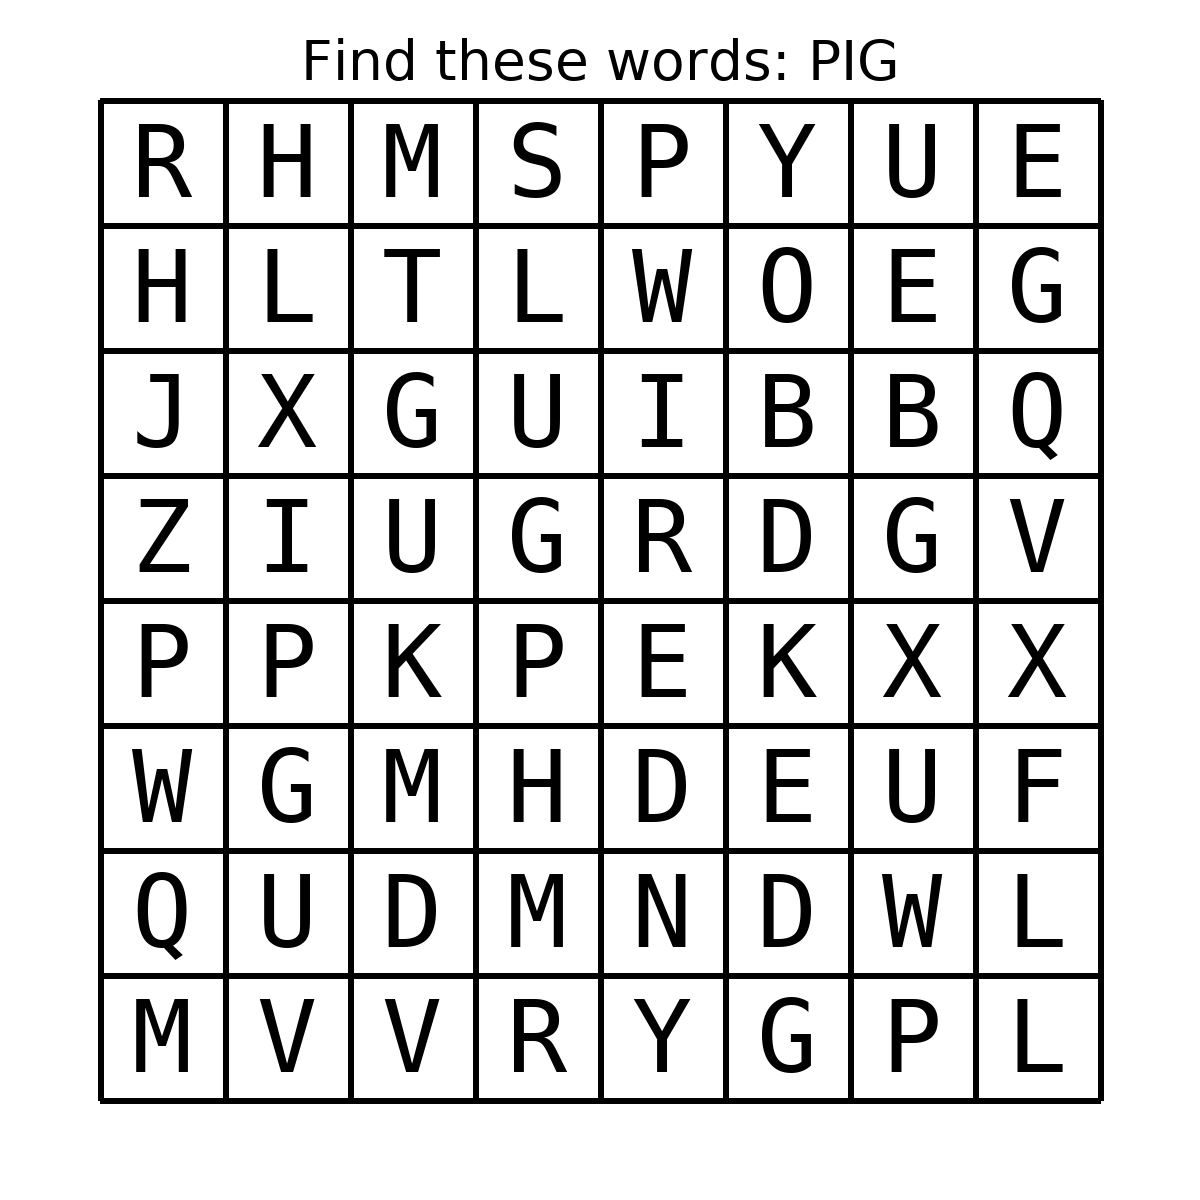 Find these words: PIG
R H M S P Y U E
H L T L W O E G
J X G U I B B Q
Z I U G R D G V
P P K P E K X X
W G M H D E U F
Q U D M N D W L
M V V R Y G P L